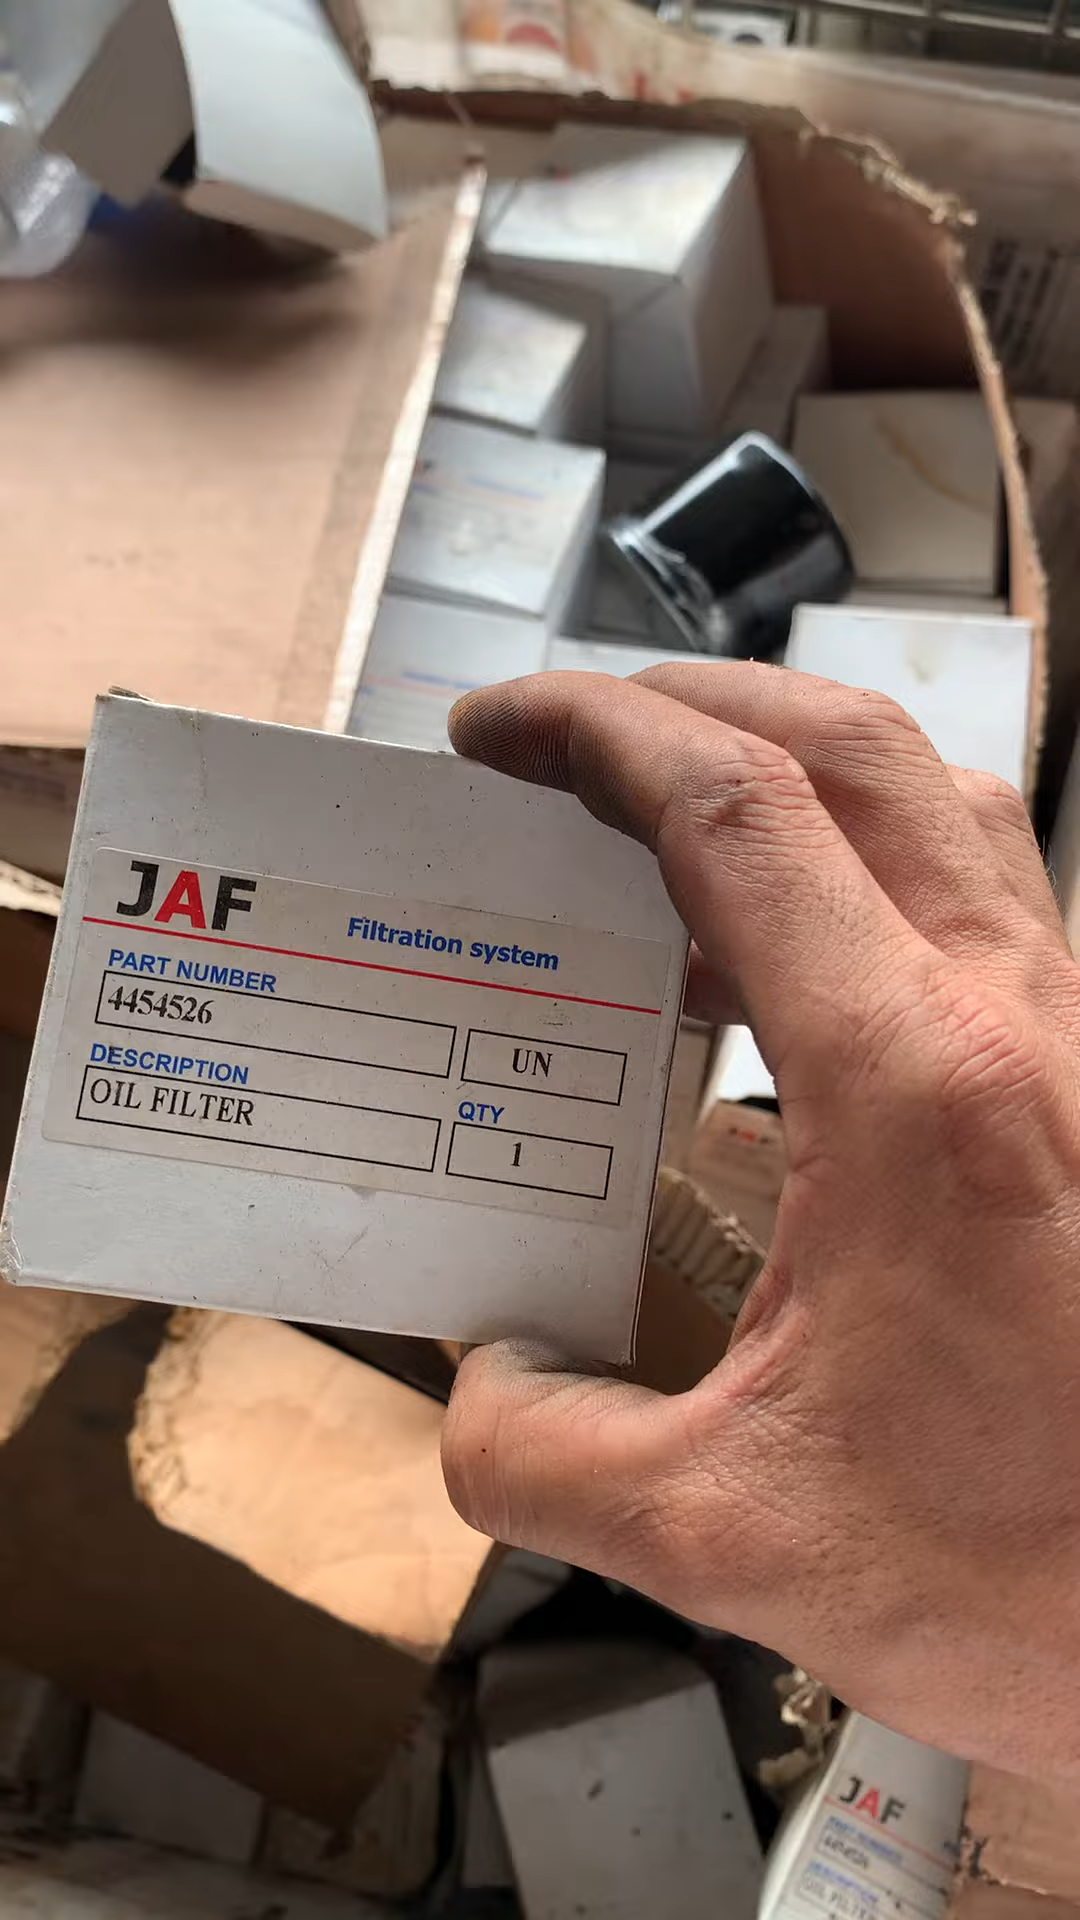 JAF
Filtration system
PART NUMBER
4454526
UN
DESCRIPTION
OIL FILTER
QTY
1
JAF